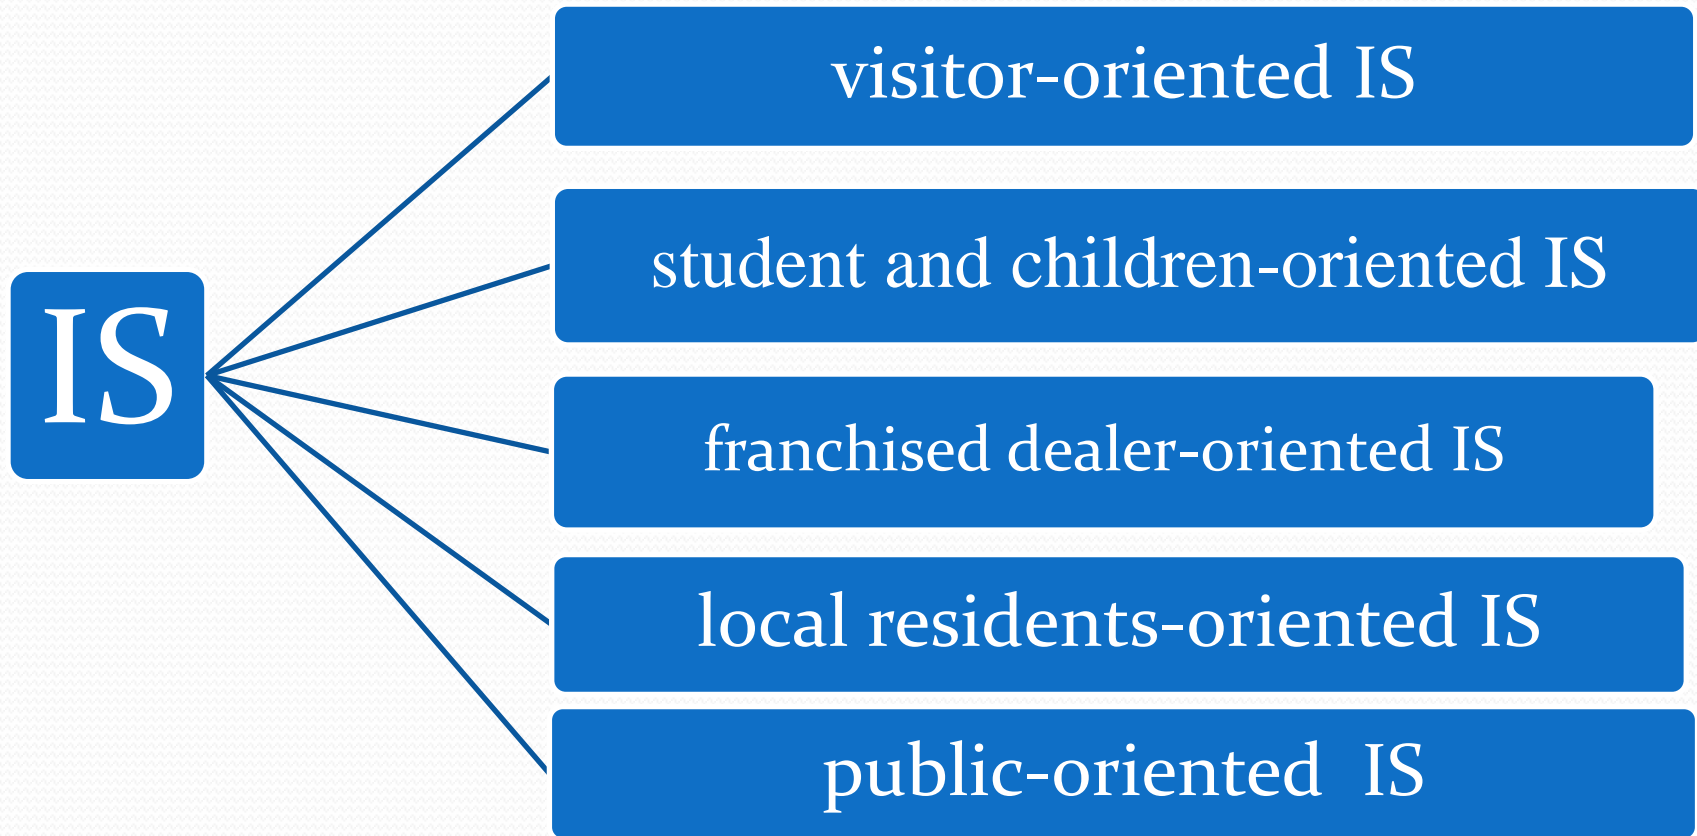 IS
visitor-oriented IS
student and children-oriented IS
franchised dealer-oriented IS
local residents-oriented IS
public-oriented IS